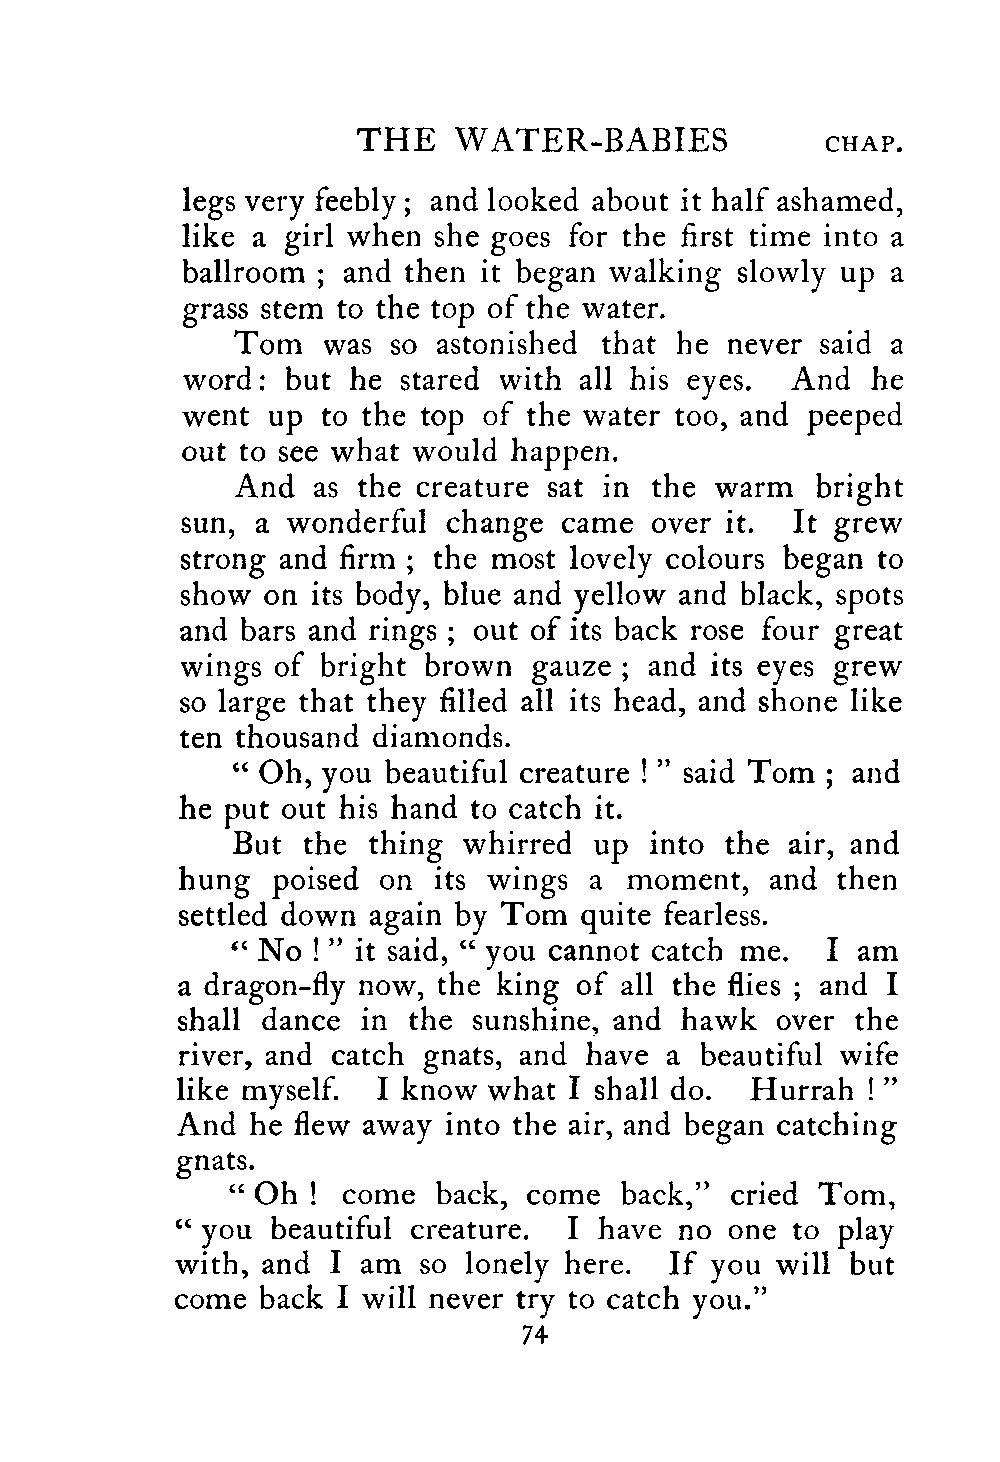 THE WATER-BABIES CHAP.
legs very feebly ; and looked about it half ashamed,
like a girl when she goes for the first time into a
ballroom ; and then it began walking slowly up a
grass stem to the top of the water.
Tom was so astonished that he never said a
word: but he stared with all his eyes. And he
went up to the top of the water too, and peeped
out to see what would happen.
And as the creature sat in the warm bright
sun, a wonderful change came over it. It grew
strong and firm ; the most lovely colours began to
show on its body, blue and yellow and black, spots
and bars and rings ; out of its back rose four great
wings of bright brown gauze ; and its eyes grew
so large that they filled all its head, and shone like
ten thousand diamonds.
“ Oh, you beautiful creature ! ” said Tom ; and
he put out his hand to catch it.
But the thing whirred up into the air, and
hung poised on its wings a moment, and then
settled down again by Tom quite fearless.
“ No ! ” it said, “ you cannot catch me. I am
a dragon-fly now, the king of all the flies ; and I
shall dance in the sunshine, and hawk over the
river, and catch gnats, and have a beautiful wife
like myself. I know what I shall do. Hurrah ! ”
And he flew away into the air, and began catching
gnats.
“ Oh ! come back, come back,” cried Tom,
“ you beautiful creature. I have no one to play
with, and I am so lonely here. If you will but
come back I will never try to catch you.”
74